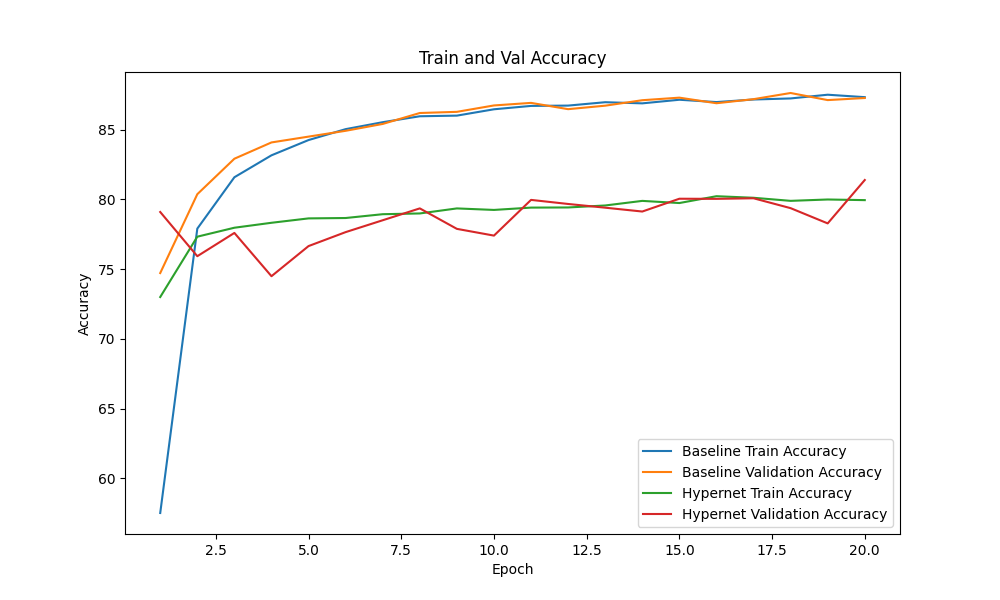 Train and Val Accuracy
Accuracy
85
80
75
70
65
60
Baseline Train Accuracy
Baseline Validation Accuracy
Hypernet Train Accuracy
Hypernet Validation Accuracy
2.5 5.0 7.5 10.0 12.5 15.0 17.5 20.0
Epoch